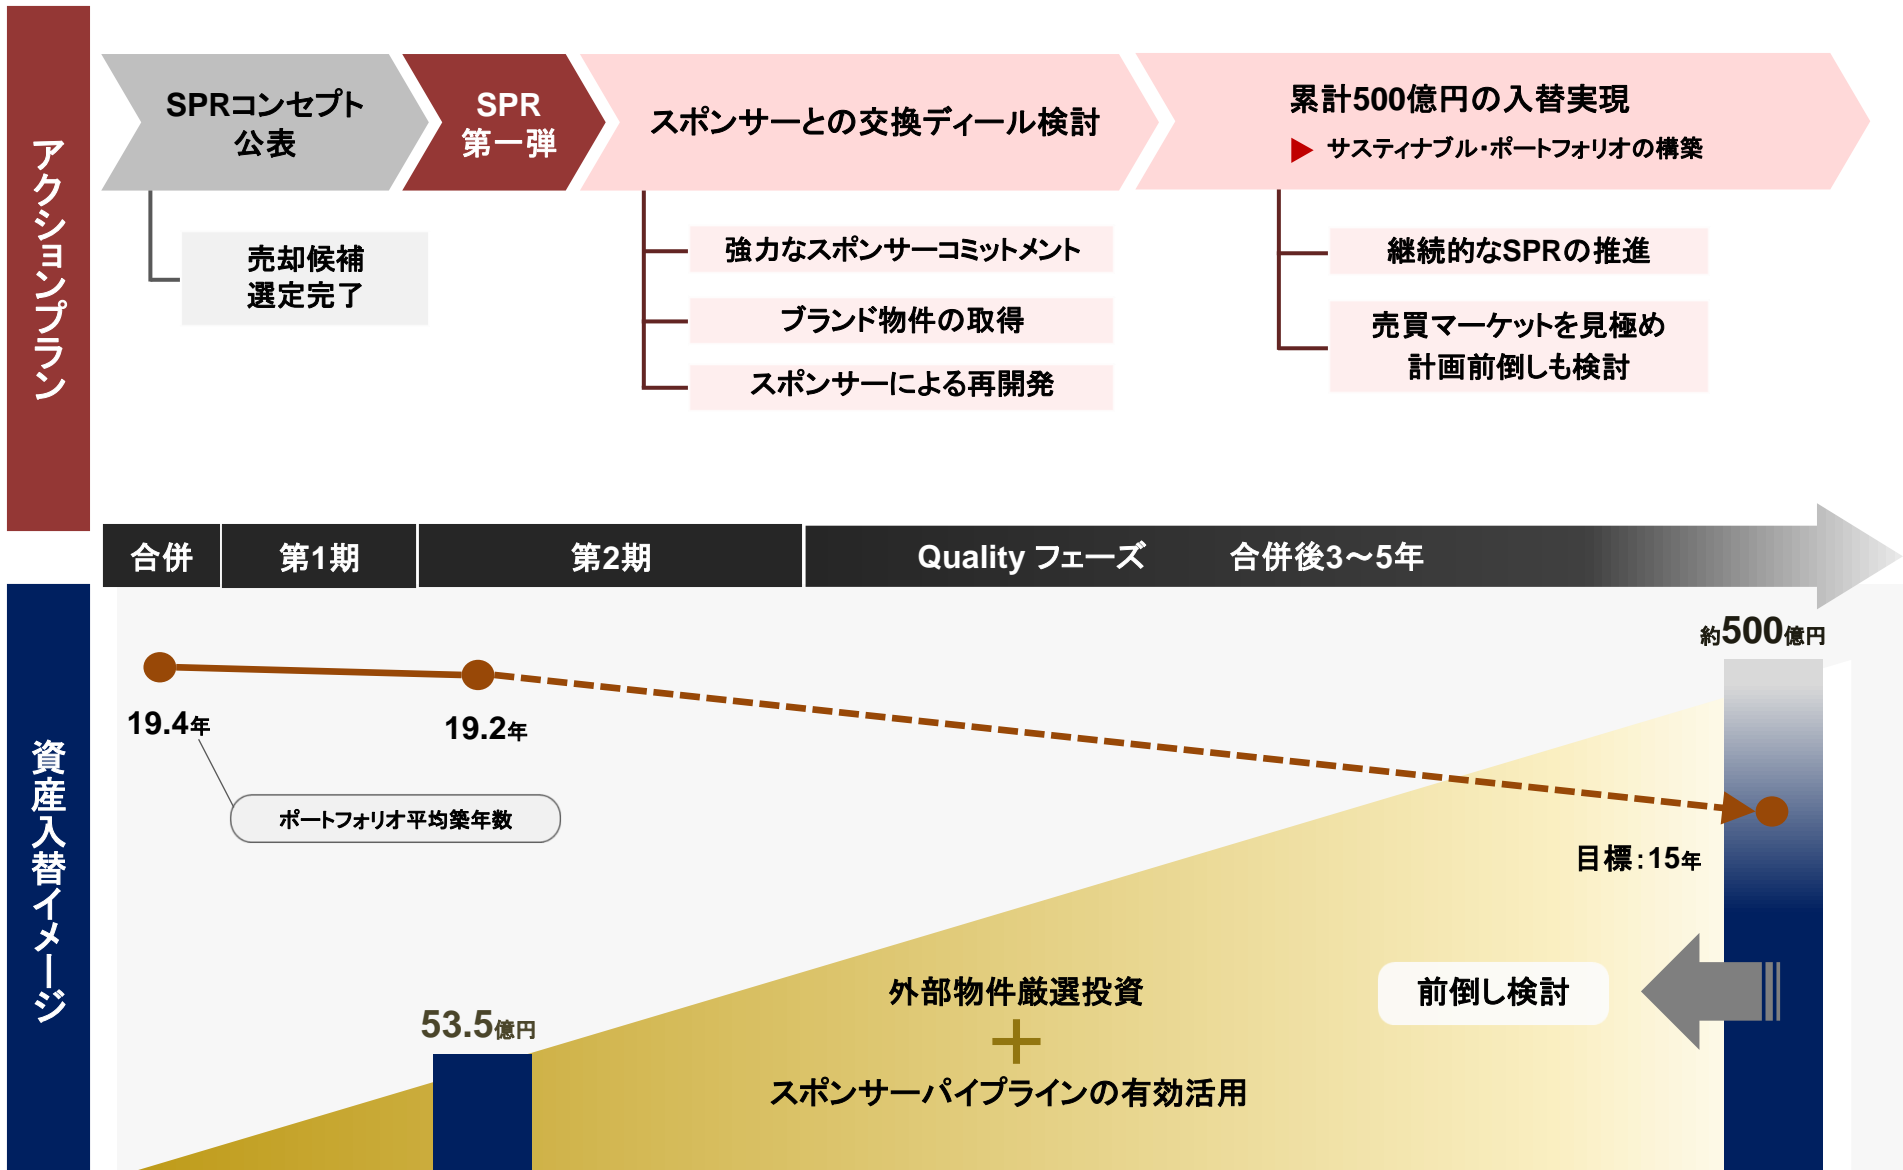 アクションプラン
SPRコンセプト
公表
SPR
第一弾
スポンサーとの交換ディール検討
累計500億円の入替実現
▶ サスティナブル・ポートフォリオの構築
売却候補
選定完了
強力なスポンサーコミットメント
ブランド物件の取得
スポンサーによる再開発
継続的なSPRの推進
売買マーケットを見極め
計画前倒しも検討
合併
第1期
第2期
Quality フェーズ 合併後3～5年
資産入替イメージ
約500億円
19.4年
19.2年
ポートフォリオ平均築年数
目標：15年
53.5億円
外部物件厳選投資
＋
スポンサーパイプラインの有効活用
前倒し検討